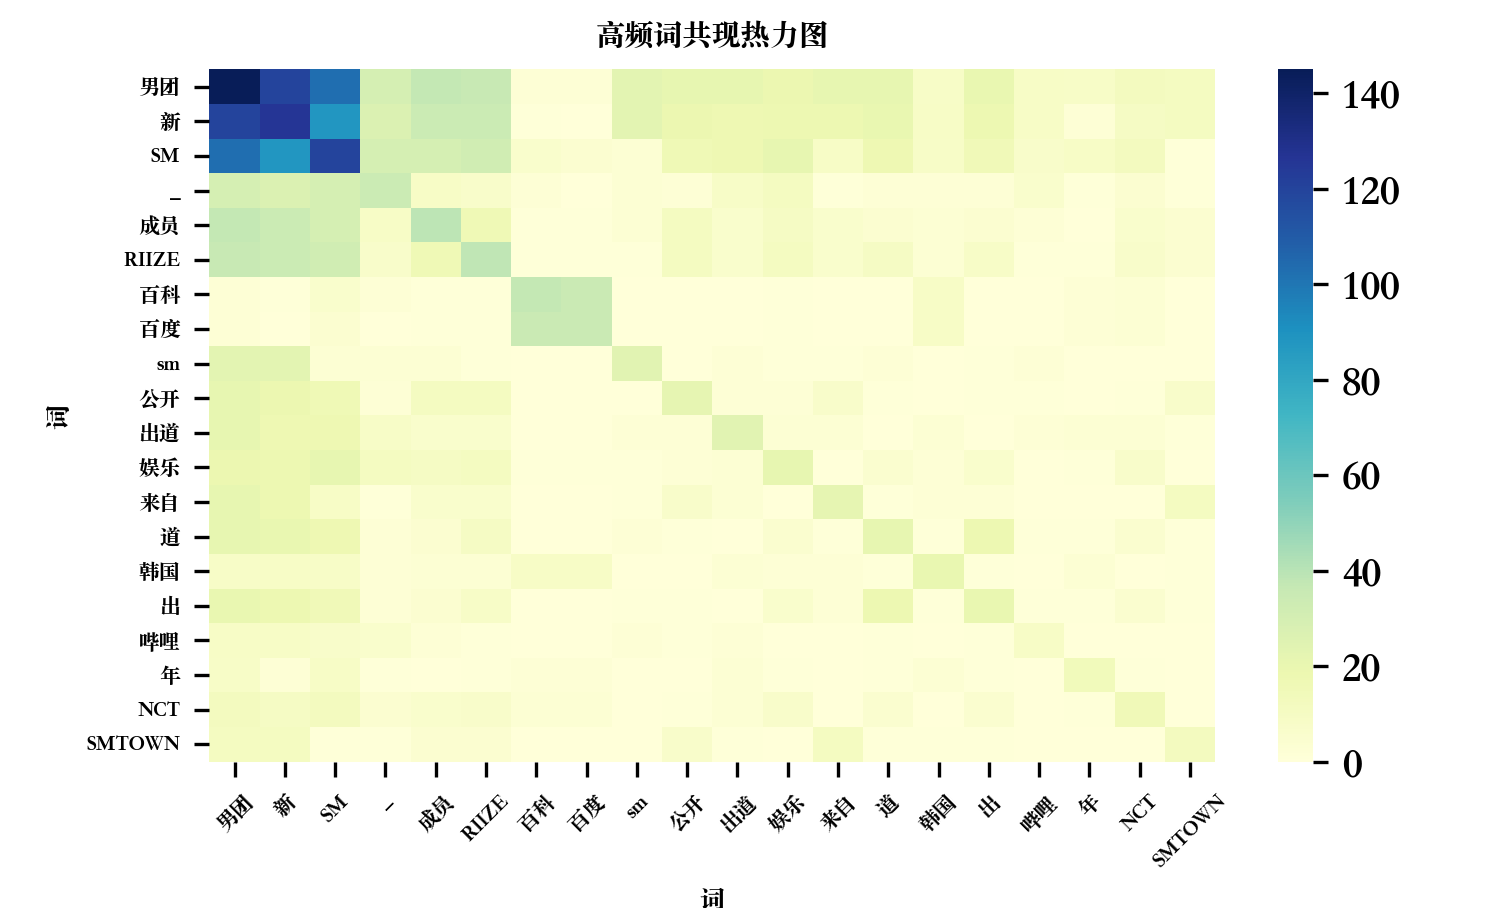 高频词共现热力图
词
男团
新
SM
_
成员
RIIZE
百科
百度
sm
公开
出道
娱乐
来自
道
韩国
出
哔哩
年
NCT
SMTOWN
男团
新
SM
_
成员
RIIZE
百科
百度
sm
公开
出道
娱乐
来自
道
韩国
出
哔哩
年
NCT
SMTOWN
词
140
120
100
80
60
40
20
0